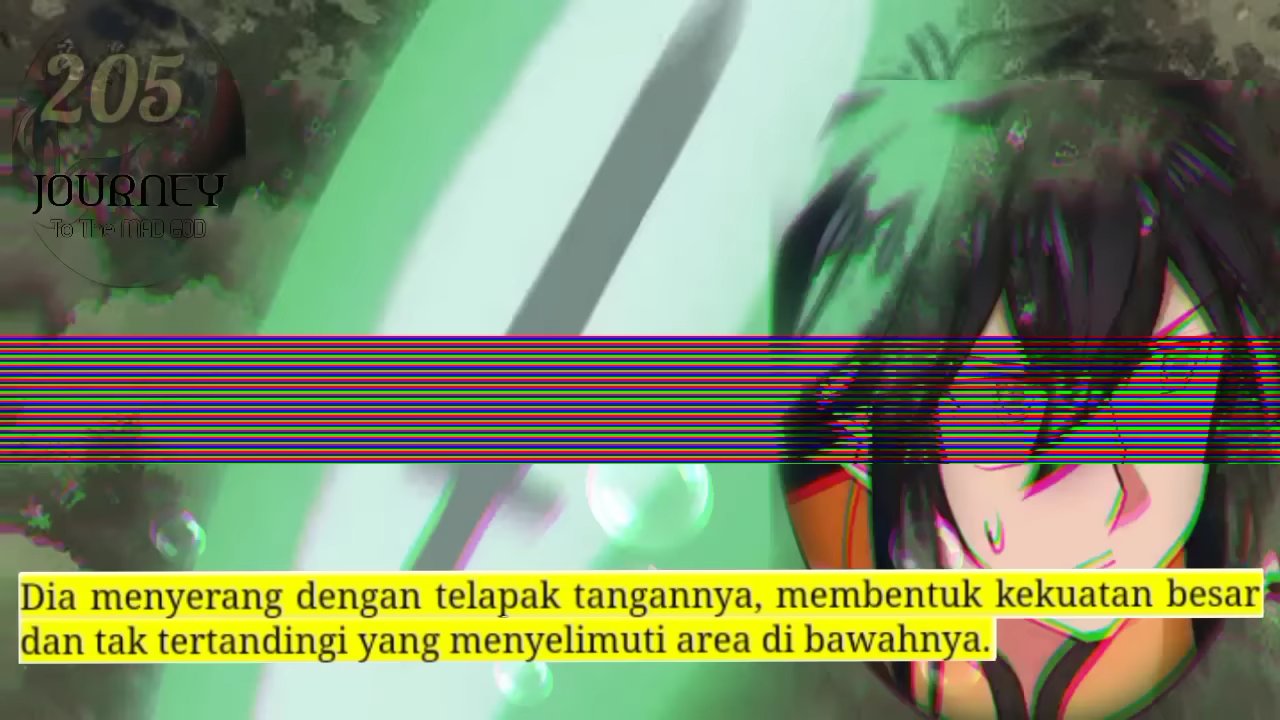 205
JOURNEY
To The MAD GOD
Dia menyerang dengan telapak tangannya, membentuk kekuatan besar
dan tak tertandingi yang menyelimuti area di bawahnya.